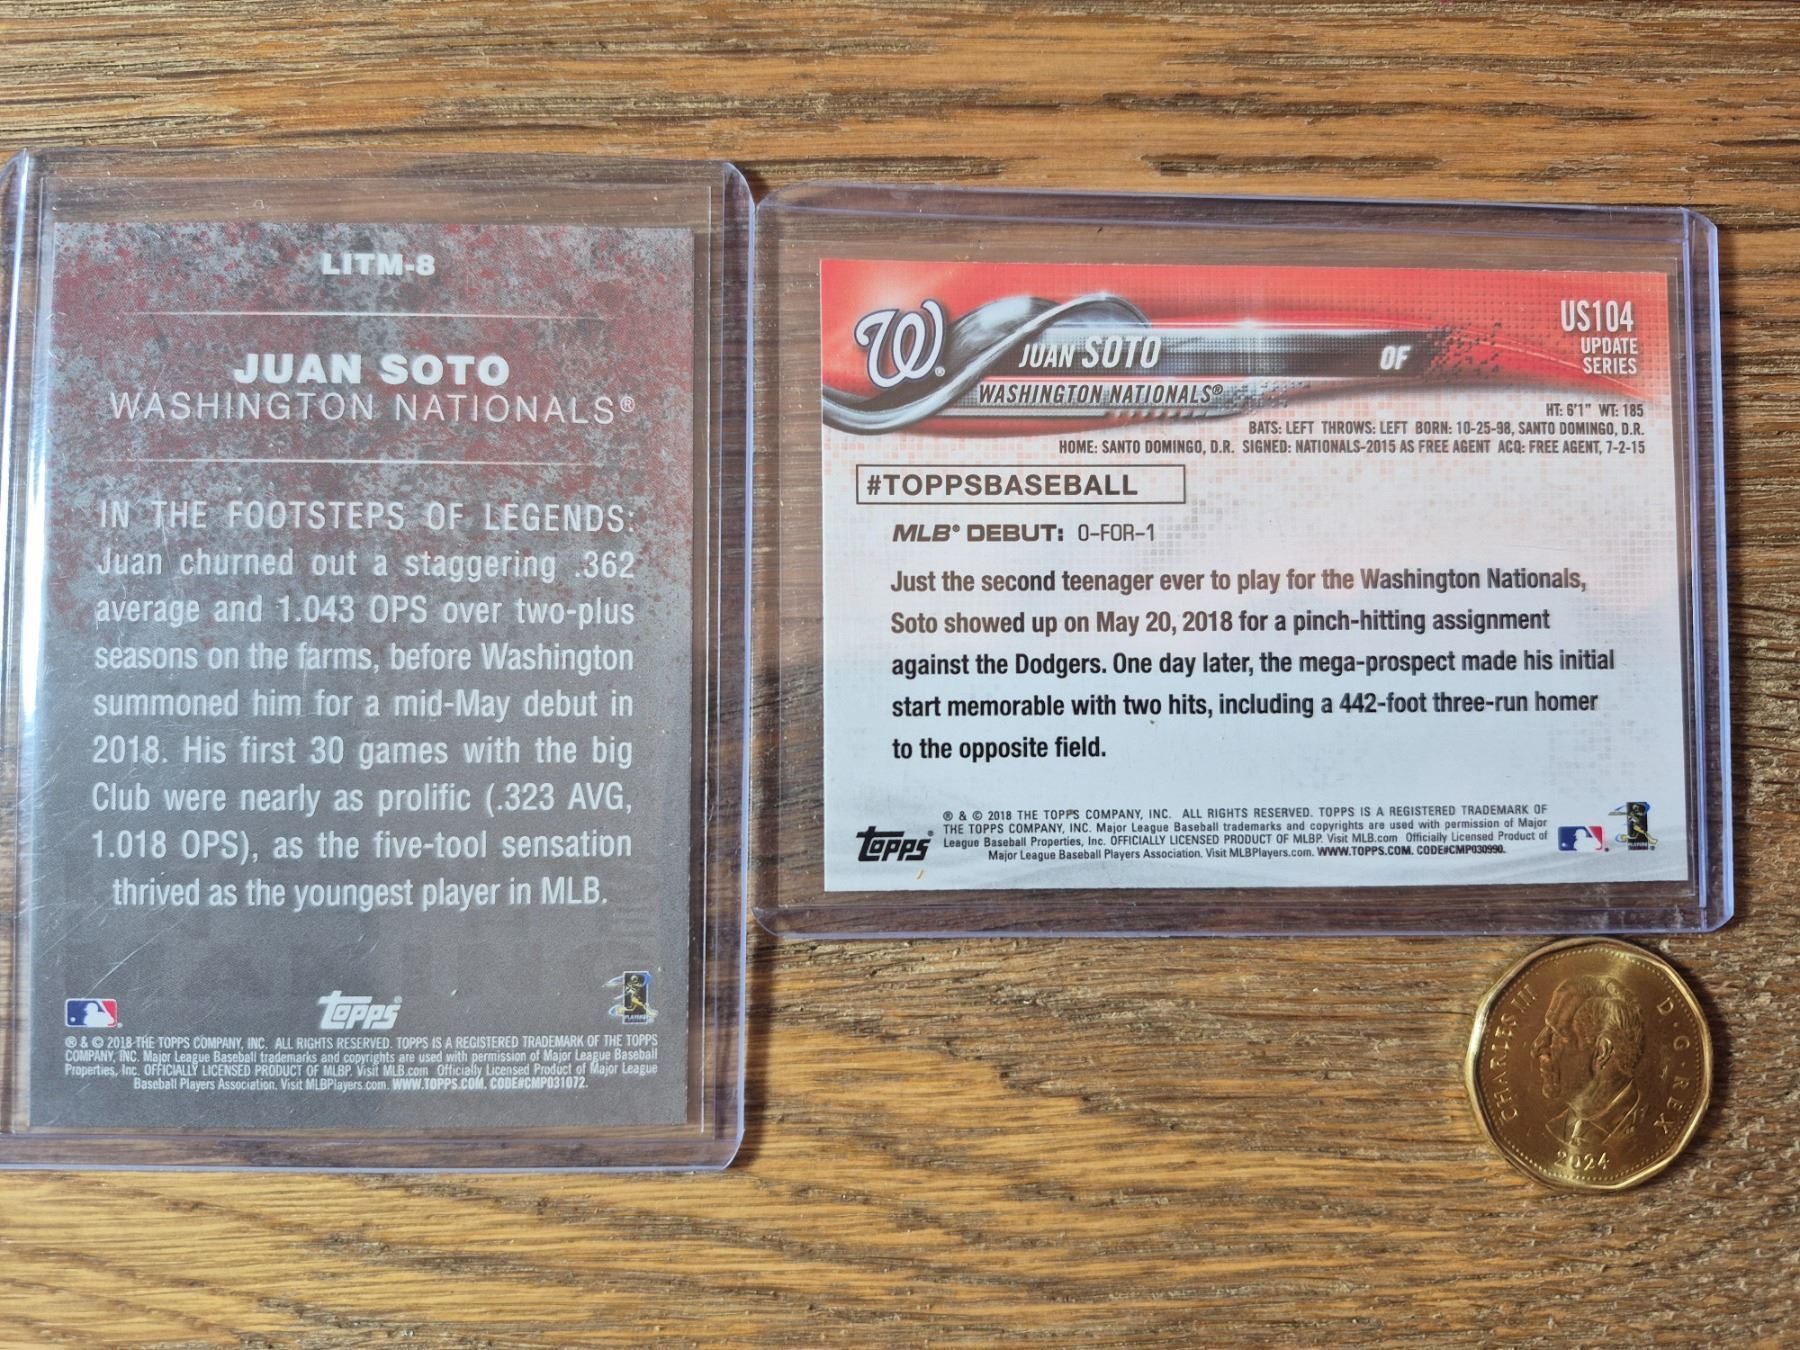 LITM-8
JUAN SOTO
WASHINGTON NATIONALS®
IN THE FOOTSTEPS OF LEGENDS:
Juan churned out a staggering .362
average and 1.043 OPS over two-plus
seasons on the farms, before Washington
summoned him for a mid-May debut in
2018. His first 30 games with the big
Club were nearly as prolific (.323 AVG,
1.018 OPS), as the five-tool sensation
thrived as the youngest player in MLB.
Topps
® & © 2018 THE TOPPS COMPANY, INC. ALL RIGHTS RESERVED. TOPPS IS A REGISTERED TRADEMARK OF THE TOPPS
COMPANY, INC. Major League Baseball trademarks and copyrights are used with permission of Major League Baseball
Properties, Inc. OFFICIALLY LICENSED PRODUCT OF MLBP. Visit MLB.com Officially Licensed Product of Major League
Baseball Players Association. Visit MLBPlayers.com. WWW.TOPPS.COM. CODE#CMP031072.
W®
JUAN SOTO
OF
WASHINGTON NATIONALS®
US104
UPDATE
SERIES
HT: 6'1" WT: 185
BATS: LEFT THROWS: LEFT BORN: 10-25-98, SANTO DOMINGO, D.R.
HOME: SANTO DOMINGO, D.R. SIGNED: NATIONALS-2015 AS FREE AGENT ACQ: FREE AGENT, 7-2-15
#TOPPSBASEBALL
MLB® DEBUT: 0-FOR-1
Just the second teenager ever to play for the Washington Nationals,
Soto showed up on May 20, 2018 for a pinch-hitting assignment
against the Dodgers. One day later, the mega-prospect made his initial
start memorable with two hits, including a 442-foot three-run homer
to the opposite field.
Topps®
® & © 2018 THE TOPPS COMPANY, INC. ALL RIGHTS RESERVED. TOPPS IS A REGISTERED TRADEMARK OF
THE TOPPS COMPANY, INC. Major League Baseball trademarks and copyrights are used with permission of Major
League Baseball Properties, Inc. OFFICIALLY LICENSED PRODUCT OF MLBP. Visit MLB.com Officially Licensed Product of
Major League Baseball Players Association. Visit MLBPlayers.com. WWW.TOPPS.COM. CODE#CMP030990.
CHARLES III D·G·REX
2024